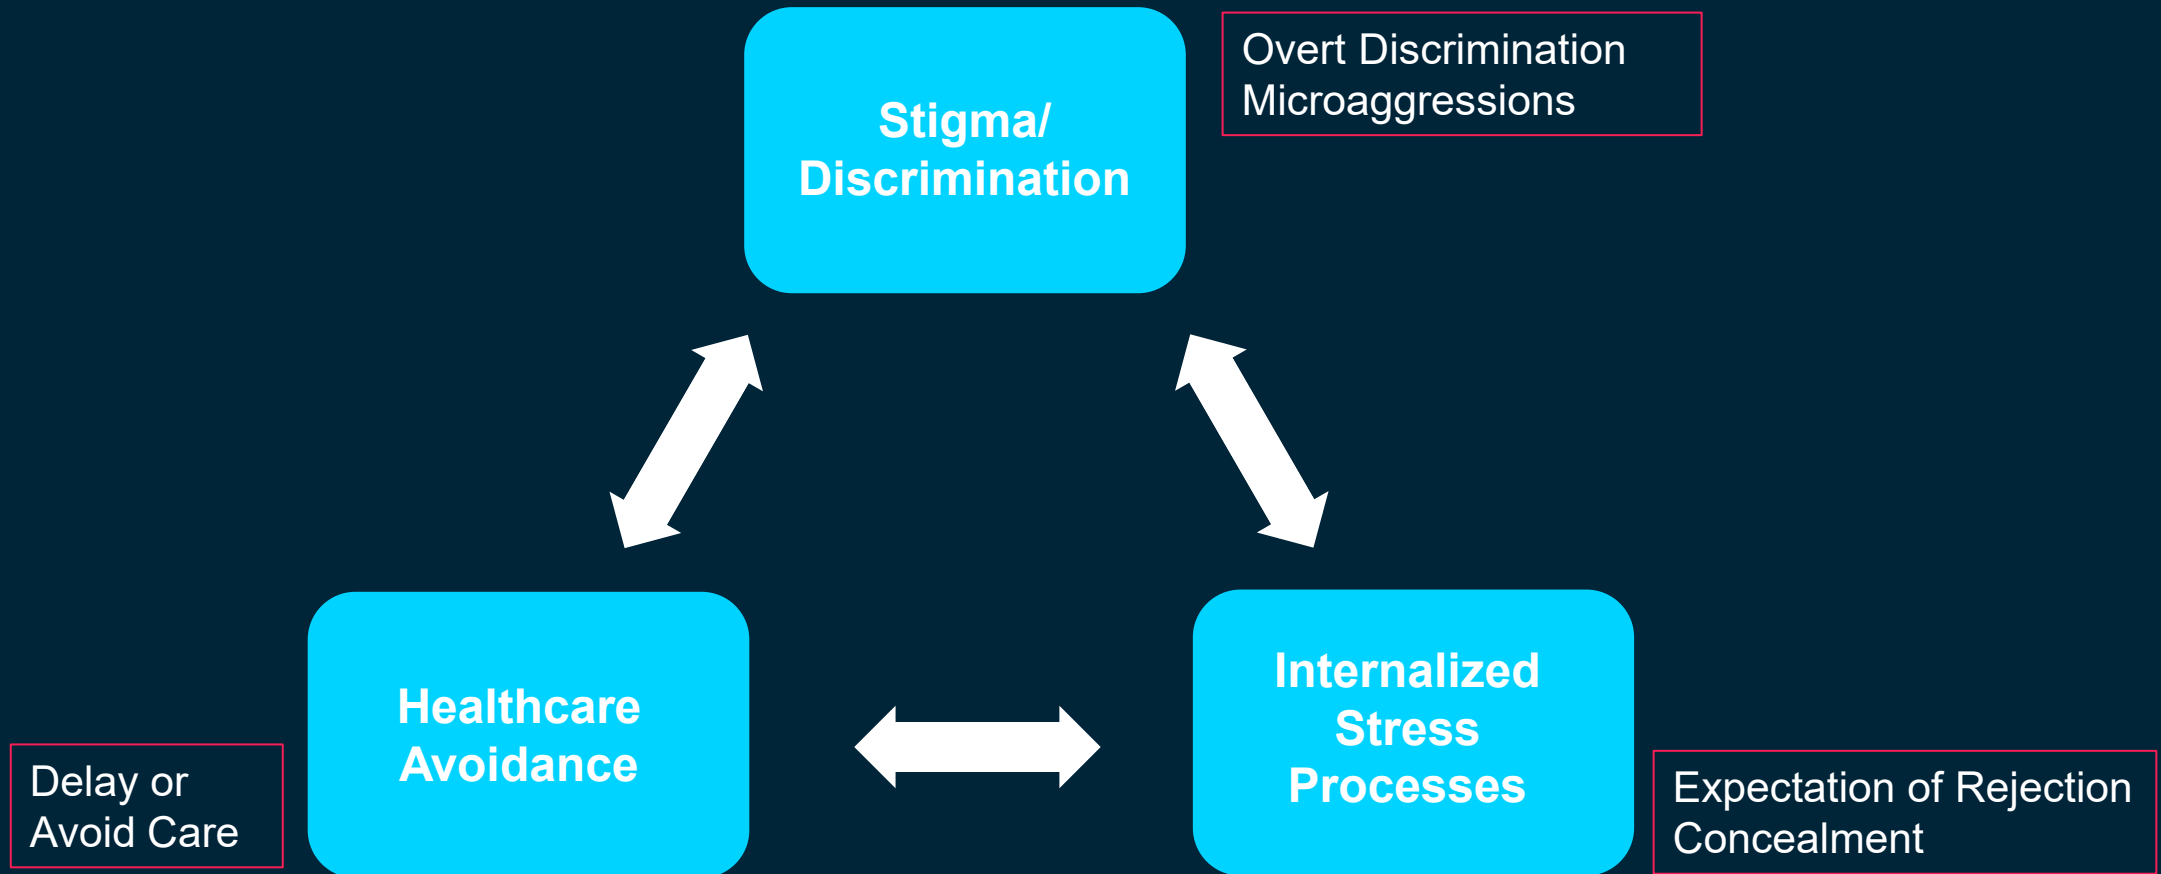 Stigma/
Discrimination
Overt Discrimination
Microaggressions
Healthcare
Avoidance
Delay or
Avoid Care
Internalized
Stress
Processes
Expectation of Rejection
Concealment